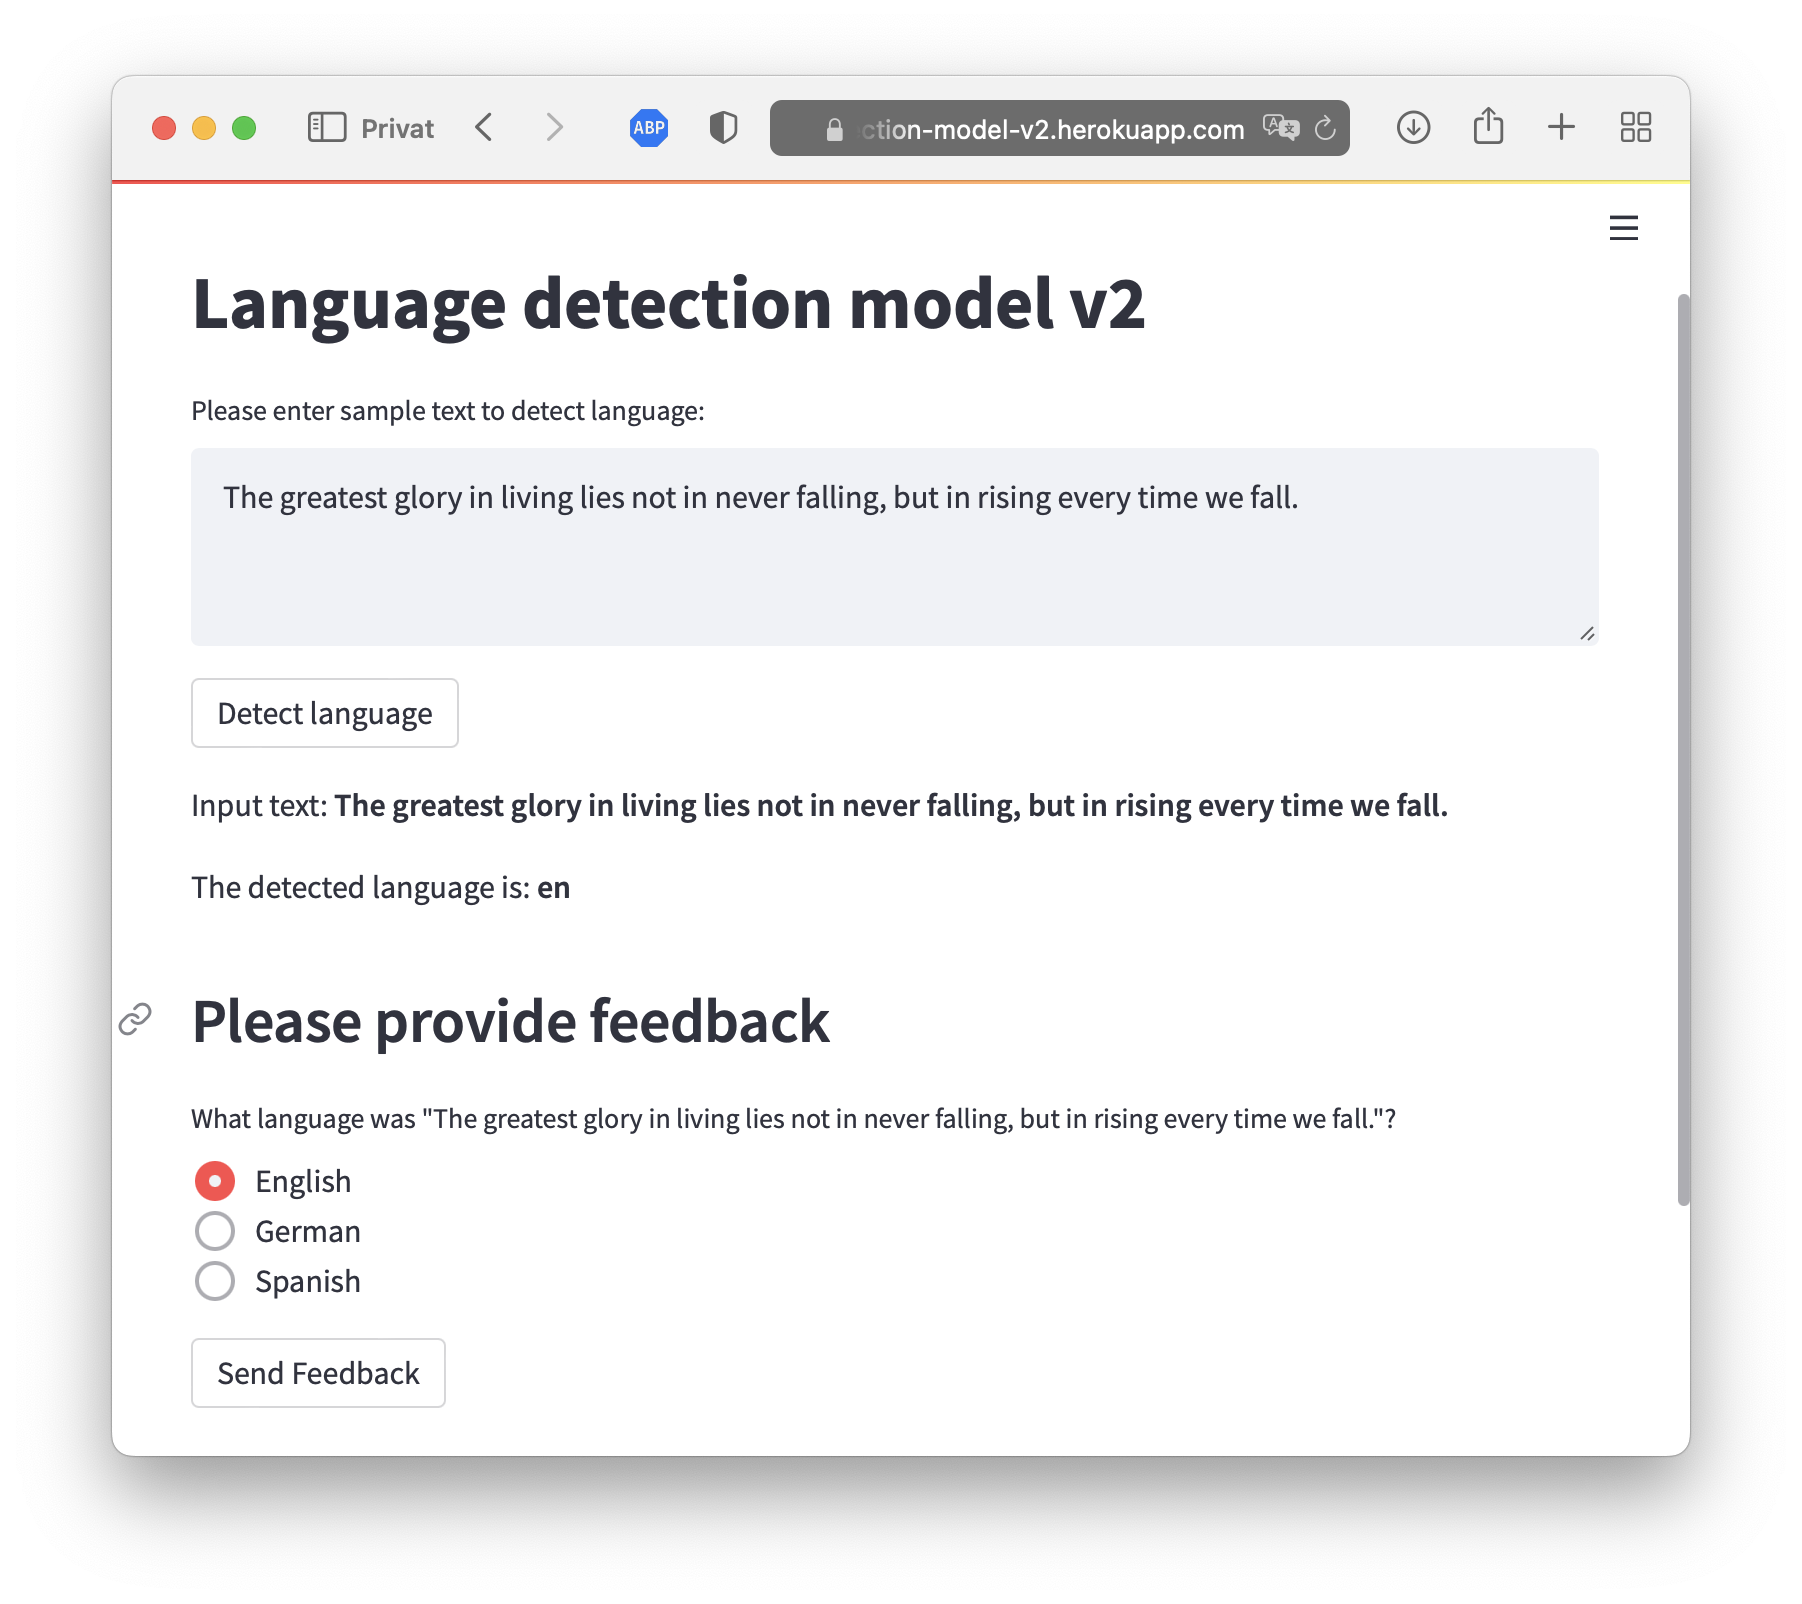 Privat
ABP
ction-model-v2.herokuapp.com
Language detection model v2
Please enter sample text to detect language:
The greatest glory in living lies not in never falling, but in rising every time we fall.
Detect language
Input text: The greatest glory in living lies not in never falling, but in rising every time we fall.
The detected language is: en
Please provide feedback
What language was "The greatest glory in living lies not in never falling, but in rising every time we fall."?
English
German
Spanish
Send Feedback